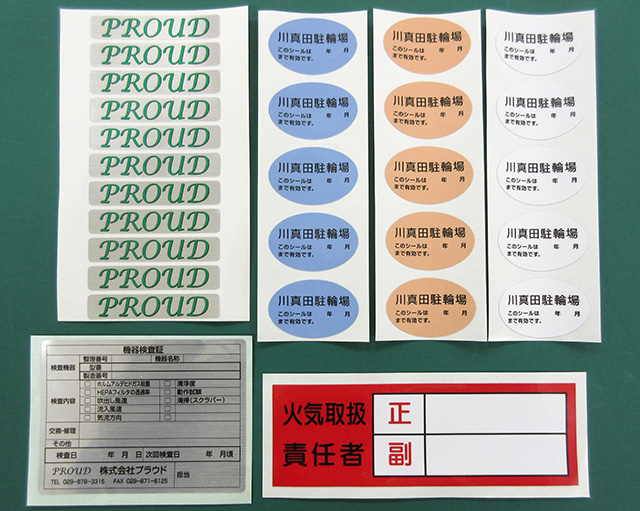 PROUD
PROUD
PROUD
PROUD
PROUD
PROUD
PROUD
PROUD
PROUD
PROUD
PROUD
川真田駐輪場
このシールは 年 月
まで有効です。
川真田駐輪場
このシールは 年 月
まで有効です。
川真田駐輪場
このシールは 年 月
まで有効です。
川真田駐輪場
このシールは 年 月
まで有効です。
川真田駐輪場
このシールは 年 月
まで有効です。
川真田駐輪場
このシールは 年 月
まで有効です。
川真田駐輪場
このシールは 年 月
まで有効です。
川真田駐輪場
このシールは 年 月
まで有効です。
川真田駐輪場
このシールは 年 月
まで有効です。
川真田駐輪場
このシールは 年 月
まで有効です。
川真田駐輪場
このシールは 年 月
まで有効です。
川真田駐輪場
このシールは 年 月
まで有効です。
川真田駐輪場
このシールは 年 月
まで有効です。
川真田駐輪場
このシールは 年 月
まで有効です。
川真田駐輪場
このシールは 年 月
まで有効です。
機器検査証
検査機器 整理番号 機器名称
型番
製造番号
検査内容 ホルムアルデヒドガス殺菌 清浄度
HEPAフィルタの透過率 動作試験
吹出し風速 清掃(スクラバー)
流入風速
気流方向
交換・修理
その他
検査日 年 月 日 次回検査日 年 月頃
PROUD 株式会社プラウド 担当
TEL 029-878-3315 FAX 029-871-6125
火気取扱 正
責任者 副